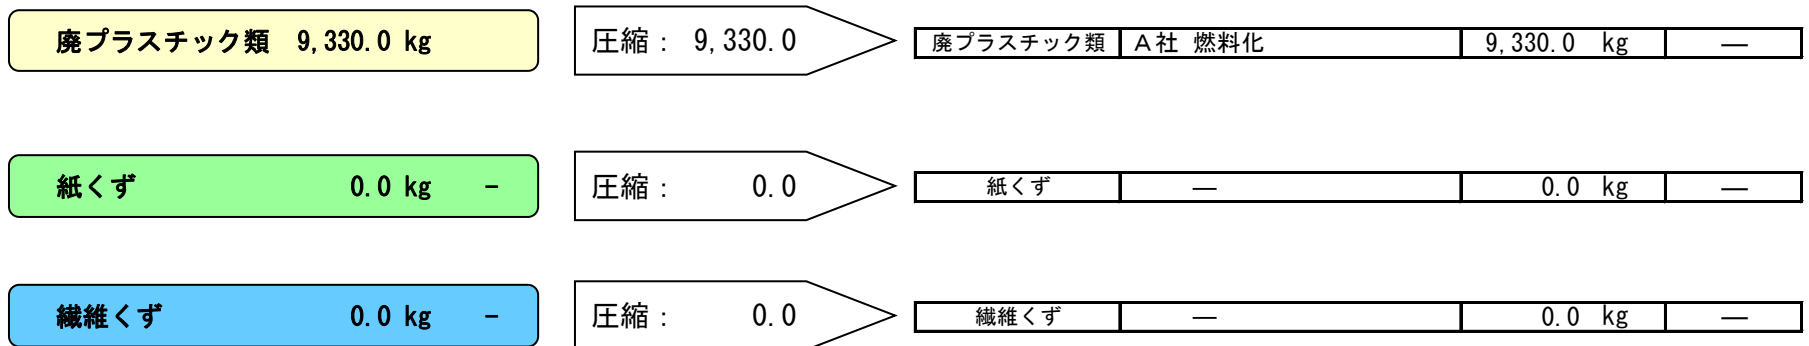 廃プラスチック類 9,330.0 kg 圧縮： 9,330.0 廃プラスチック類 A社 燃料化 9,330.0 kg —
紙くず 0.0 kg － 圧縮： 0.0 紙くず — 0.0 kg —
繊維くず 0.0 kg － 圧縮： 0.0 繊維くず — 0.0 kg —